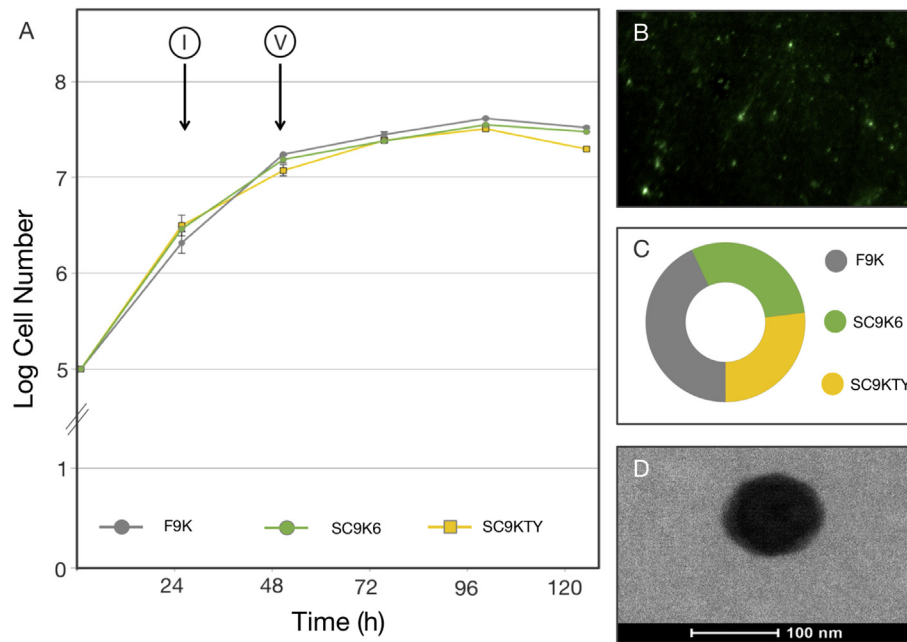 A
I
V
8
7
6
5
1
0
Log Cell Number
F9K
SC9K6
SC9KTY
24
48
72
96
120
Time (h)
B
C
F9K
SC9K6
SC9KTY
D
100 nm